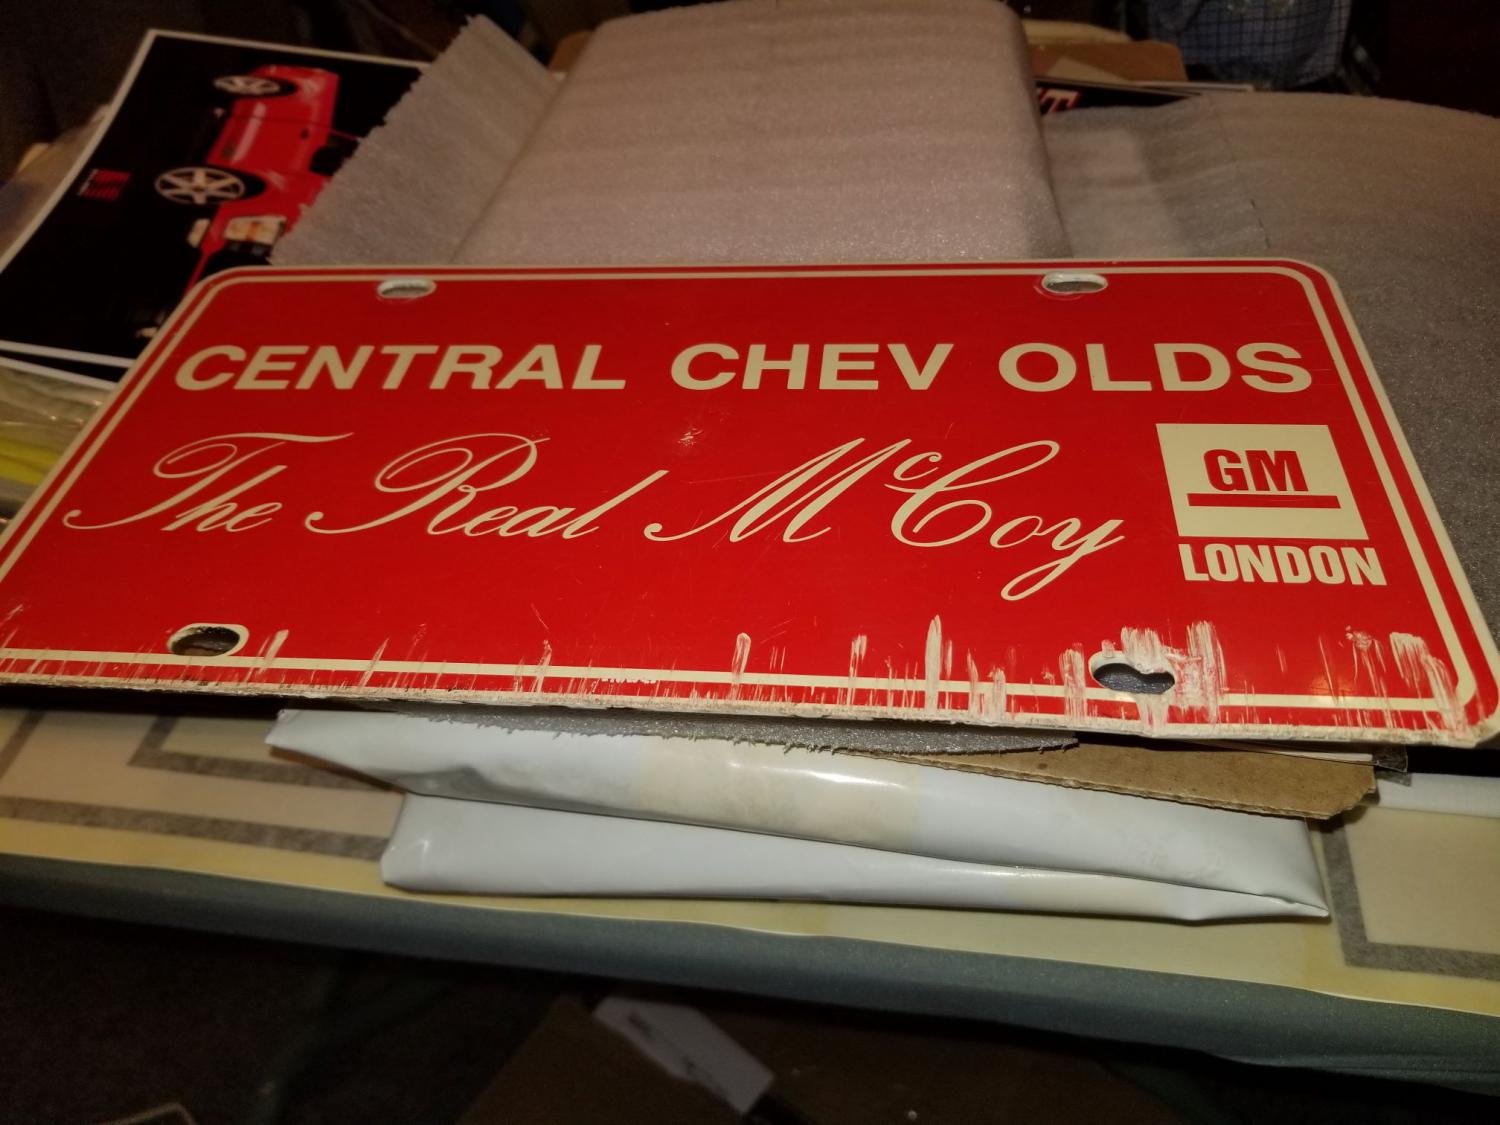 CENTRAL CHEV OLDS
The Real McCoy
GM
LONDON